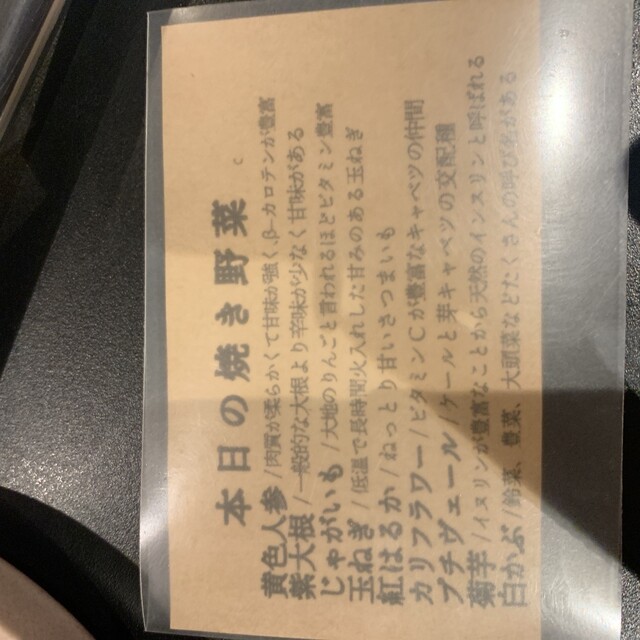 本日の焼き野菜
黄色人参/肉質が柔らかくて甘味が強く、β-カロテンが豊富
紫大根/一般的な大根より辛味が少なく甘味がある
じゃがいも/大地のりんごと言われるほどビタミン豊富
玉ねぎ/低温で長時間火入れした甘みのある玉ねぎ
紅はるか/ねっとり甘いさつまいも
カリフラワー/ビタミンCが豊富なキャベツの仲間
プチヴェール/ケールと芽キャベツの交配種
菊芋/イヌリンが豊富なことから天然のインスリンと呼ばれる
白かぶ/鈴菜、蔓菜、大頭菜などたくさんの呼び名がある